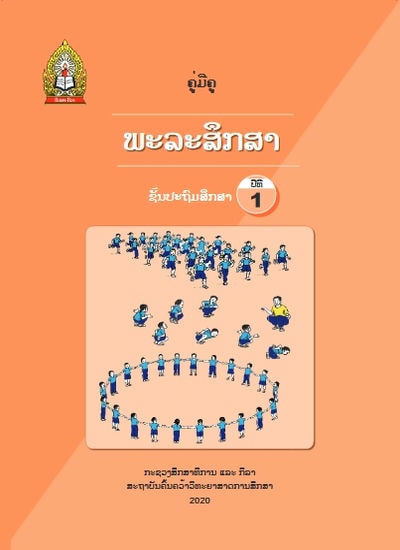 ຄູ່ມືຄູ
ພະລະສຶກສາ
ຊັ້ນປະຖົມສຶກສາ
ປີທີ
1
ກະຊວງສຶກສາທິການ ແລະ ກິລາ
ສະຖາບັນຄົ້ນຄວ້າວິທະຍາສາດການສຶກສາ
2020